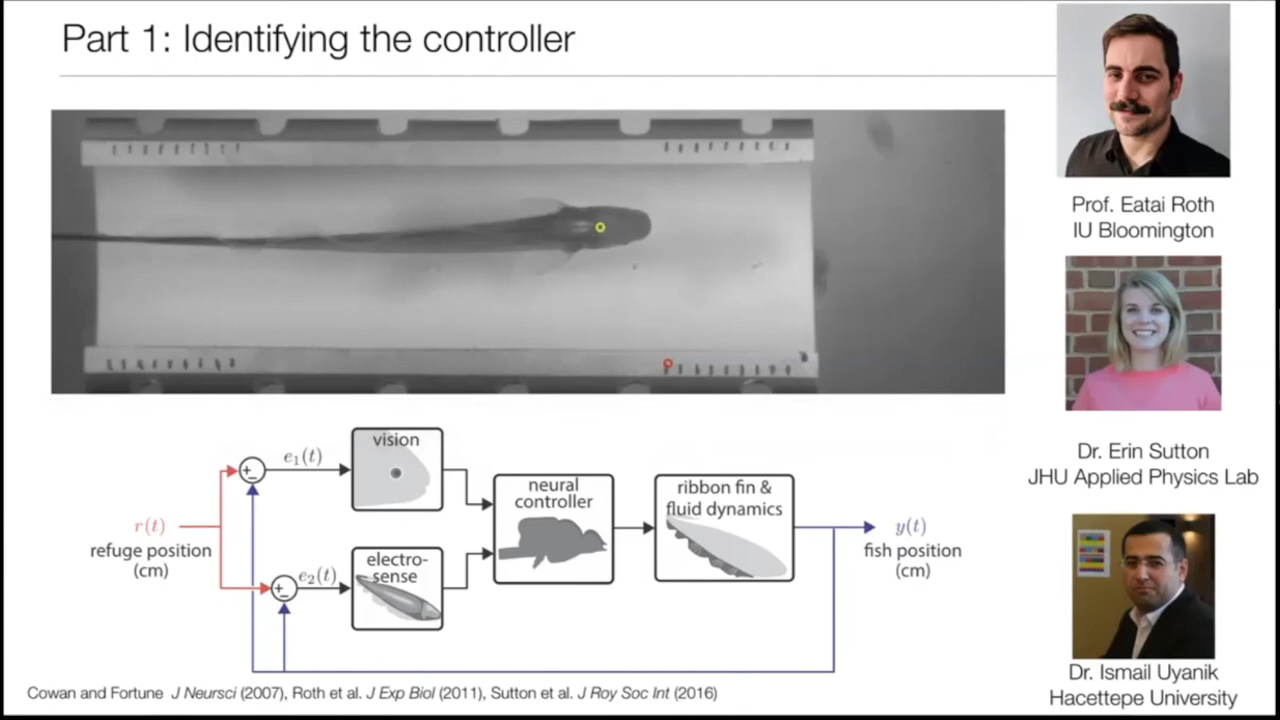 Part 1: Identifying the controller
Prof. Eatai Roth
IU Bloomington
Dr. Erin Sutton
JHU Applied Physics Lab
Dr. Ismail Uyanik
Hacettepe University
r(t)
refuge position
(cm)
+
−
e₁(t)
vision
+
−
e₂(t)
electro-
sense
neural
controller
ribbon fin &
fluid dynamics
y(t)
fish position
(cm)
Cowan and Fortune J Neursci (2007), Roth et al. J Exp Biol (2011), Sutton et al. J Roy Soc Int (2016)